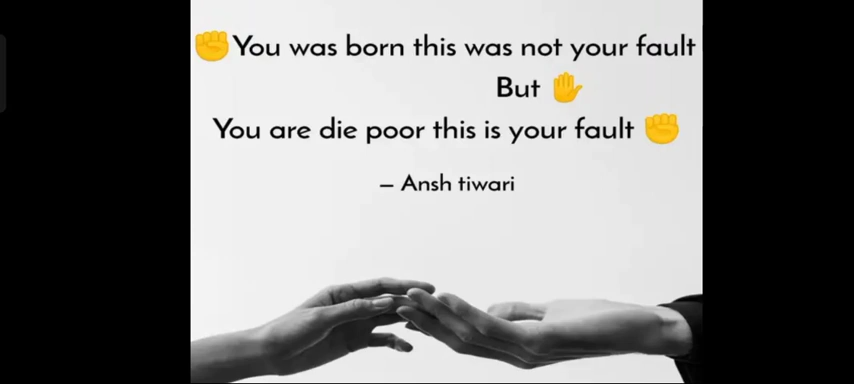 ✊You was born this was not your fault
But ✋
You are die poor this is your fault ✊
– Ansh tiwari